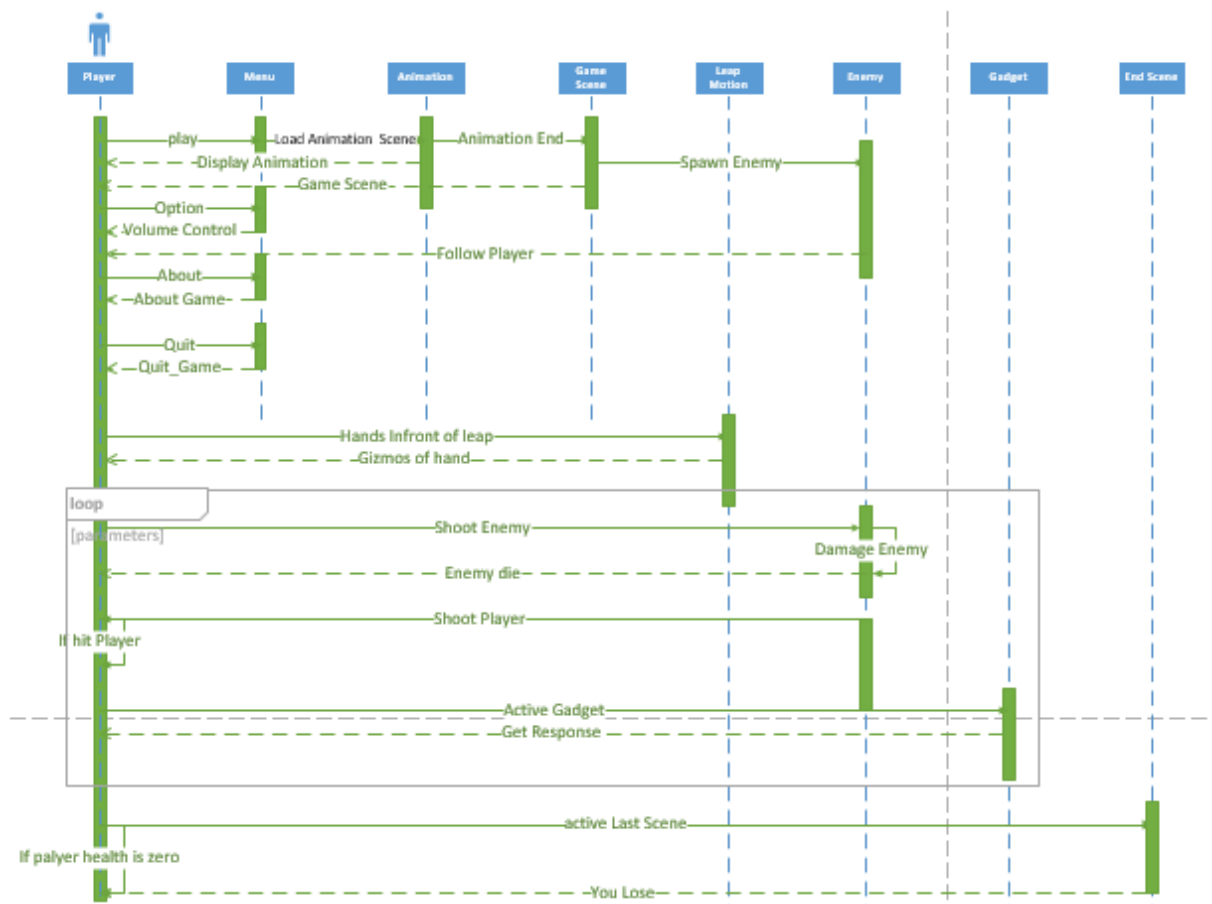 Player
Menu
Animation
Game
Scene
Leap
Motion
Enemy
Gadget
End Scene
play
Load Animation Scene
Animation End
Display Animation
Spawn Enemy
Game Scene
Option
Volume Control
Follow Player
About
About Game
Quit
Quit_Game
Hands Infront of leap
Gizmos of hand
loop
Shoot Enemy
[parameters]
Damage Enemy
Enemy die
Shoot Player
If hit Player
Active Gadget
Get Response
active Last Scene
If palyer health is zero
You Lose